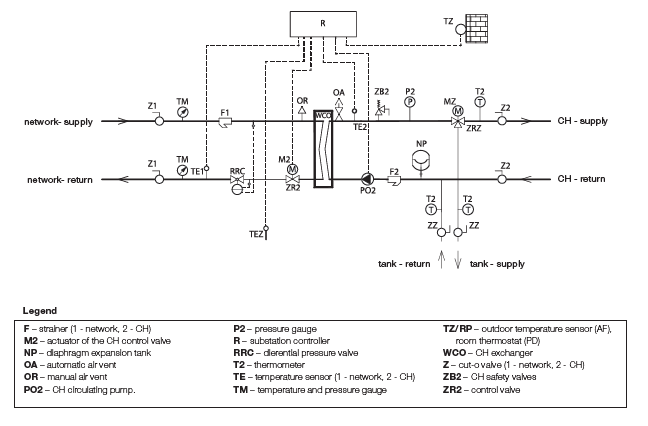 R
TZ
TM
OR
OA
ZB2
P2
P
MZ
M
T2
T
Z1
F1
WCO
Z2
network- supply
TE2
ZRZ
CH - supply
NP
Z1
TM
M2
M
F2
Z2
network- return
TE1
RRC
ZR2
PO2
CH - return
T2
T
T2
T
TEZ
ZZ
ZZ
tank - return
tank - supply
Legend
F – strainer (1 - network, 2 - CH)
M2 – actuator of the CH control valve
NP – diaphragm expansion tank
OA – automatic air vent
OR – manual air vent
PO2 – CH circulating pump.
P2 – pressure gauge
R – substation controller
RRC – dierential pressure valve
T2 – thermometer
TE – temperature sensor (1 - network, 2 - CH)
TM – temperature and pressure gauge
TZ/RP – outdoor temperature sensor (AF),
room thermostat (PD)
WCO – CH exchanger
Z – cut-o valve (1 - network, 2 - CH)
ZB2 – CH safety valves
ZR2 – control valve